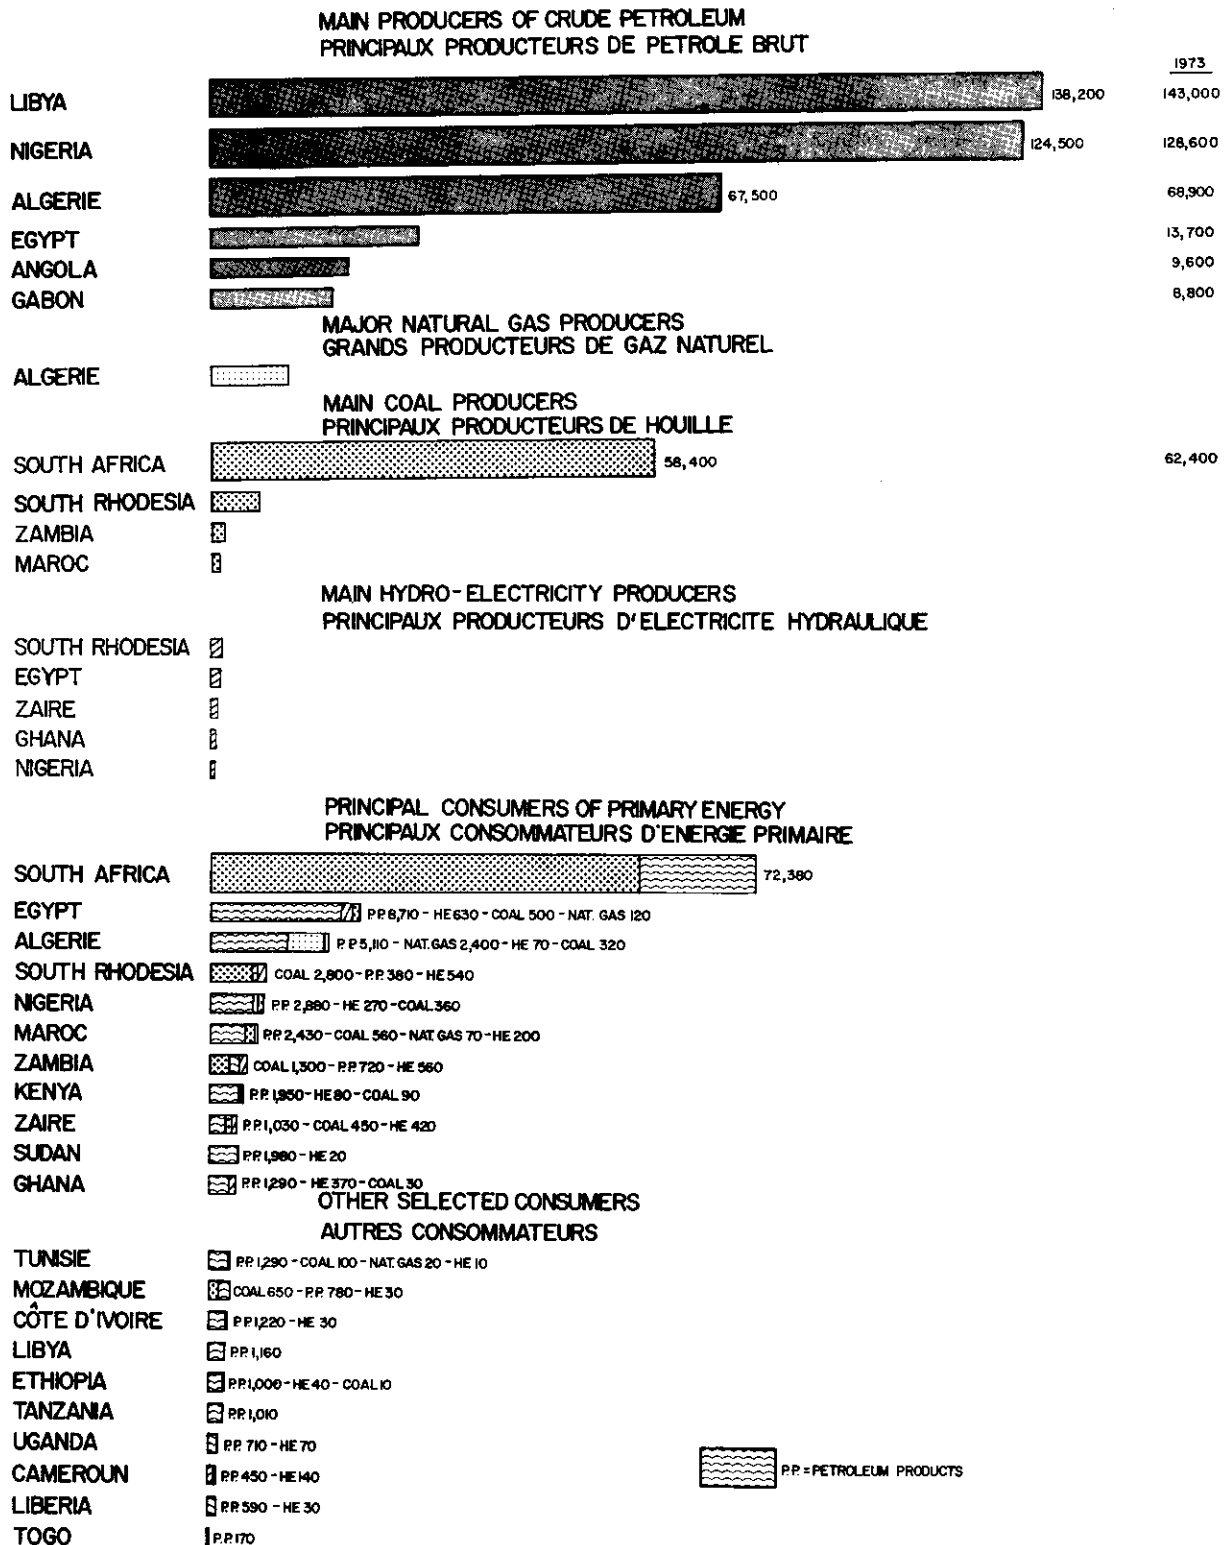 MAIN PRODUCERS OF CRUDE PETROLEUM
PRINCIPAUX PRODUCTEURS DE PETROLE BRUT
1973
LIBYA 138,200 143,000
NIGERIA 124,500 128,600
ALGERIE 67,500 68,900
EGYPT 13,700
ANGOLA 9,600
GABON 8,800
MAJOR NATURAL GAS PRODUCERS
GRANDS PRODUCTEURS DE GAZ NATUREL
ALGERIE
MAIN COAL PRODUCERS
PRINCIPAUX PRODUCTEURS DE HOUILLE
SOUTH AFRICA 58,400 62,400
SOUTH RHODESIA
ZAMBIA
MAROC
MAIN HYDRO-ELECTRICITY PRODUCERS
PRINCIPAUX PRODUCTEURS D'ELECTRICITE HYDRAULIQUE
SOUTH RHODESIA
EGYPT
ZAIRE
GHANA
NIGERIA
PRINCIPAL CONSUMERS OF PRIMARY ENERGY
PRINCIPAUX CONSOMMATEURS D'ENERGIE PRIMAIRE
SOUTH AFRICA 72,380
EGYPT P.P. 8,710 - HE 630 - COAL 500 - NAT. GAS 120
ALGERIE P.P. 5,110 - NAT. GAS 2,400 - HE 70 - COAL 320
SOUTH RHODESIA COAL 2,800 - P.P. 380 - HE 540
NIGERIA P.P. 2,880 - HE 270 - COAL 360
MAROC P.P. 2,430 - COAL 560 - NAT. GAS 70 - HE 200
ZAMBIA COAL 1,300 - P.P. 720 - HE 560
KENYA P.P. 1,950 - HE 80 - COAL 90
ZAIRE P.P. 1,030 - COAL 450 - HE 420
SUDAN P.P. 1,980 - HE 20
GHANA P.P. 1,290 - HE 370 - COAL 30
OTHER SELECTED CONSUMERS
AUTRES CONSOMMATEURS
TUNISIE P.P. 1,290 - COAL 100 - NAT. GAS 20 - HE 10
MOZAMBIQUE COAL 650 - P.P. 780 - HE 30
CÔTE D'IVOIRE P.P. 1,220 - HE 30
LIBYA P.P. 1,160
ETHIOPIA P.P. 1,000 - HE 40 - COAL 10
TANZANIA P.P. 1,010
UGANDA P.P. 710 - HE 70
CAMEROUN P.P. 450 - HE 140
LIBERIA P.P. 590 - HE 30
TOGO P.P. 170
P.P. = PETROLEUM PRODUCTS